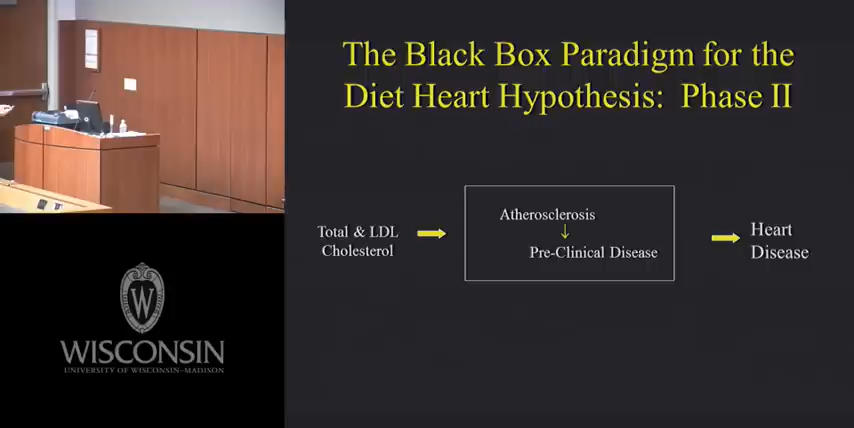 The Black Box Paradigm for the
Diet Heart Hypothesis: Phase II
Total & LDL
Cholesterol
Atherosclerosis
Pre-Clinical Disease
Heart
Disease
W
WISCONSIN
UNIVERSITY OF WISCONSIN–MADISON